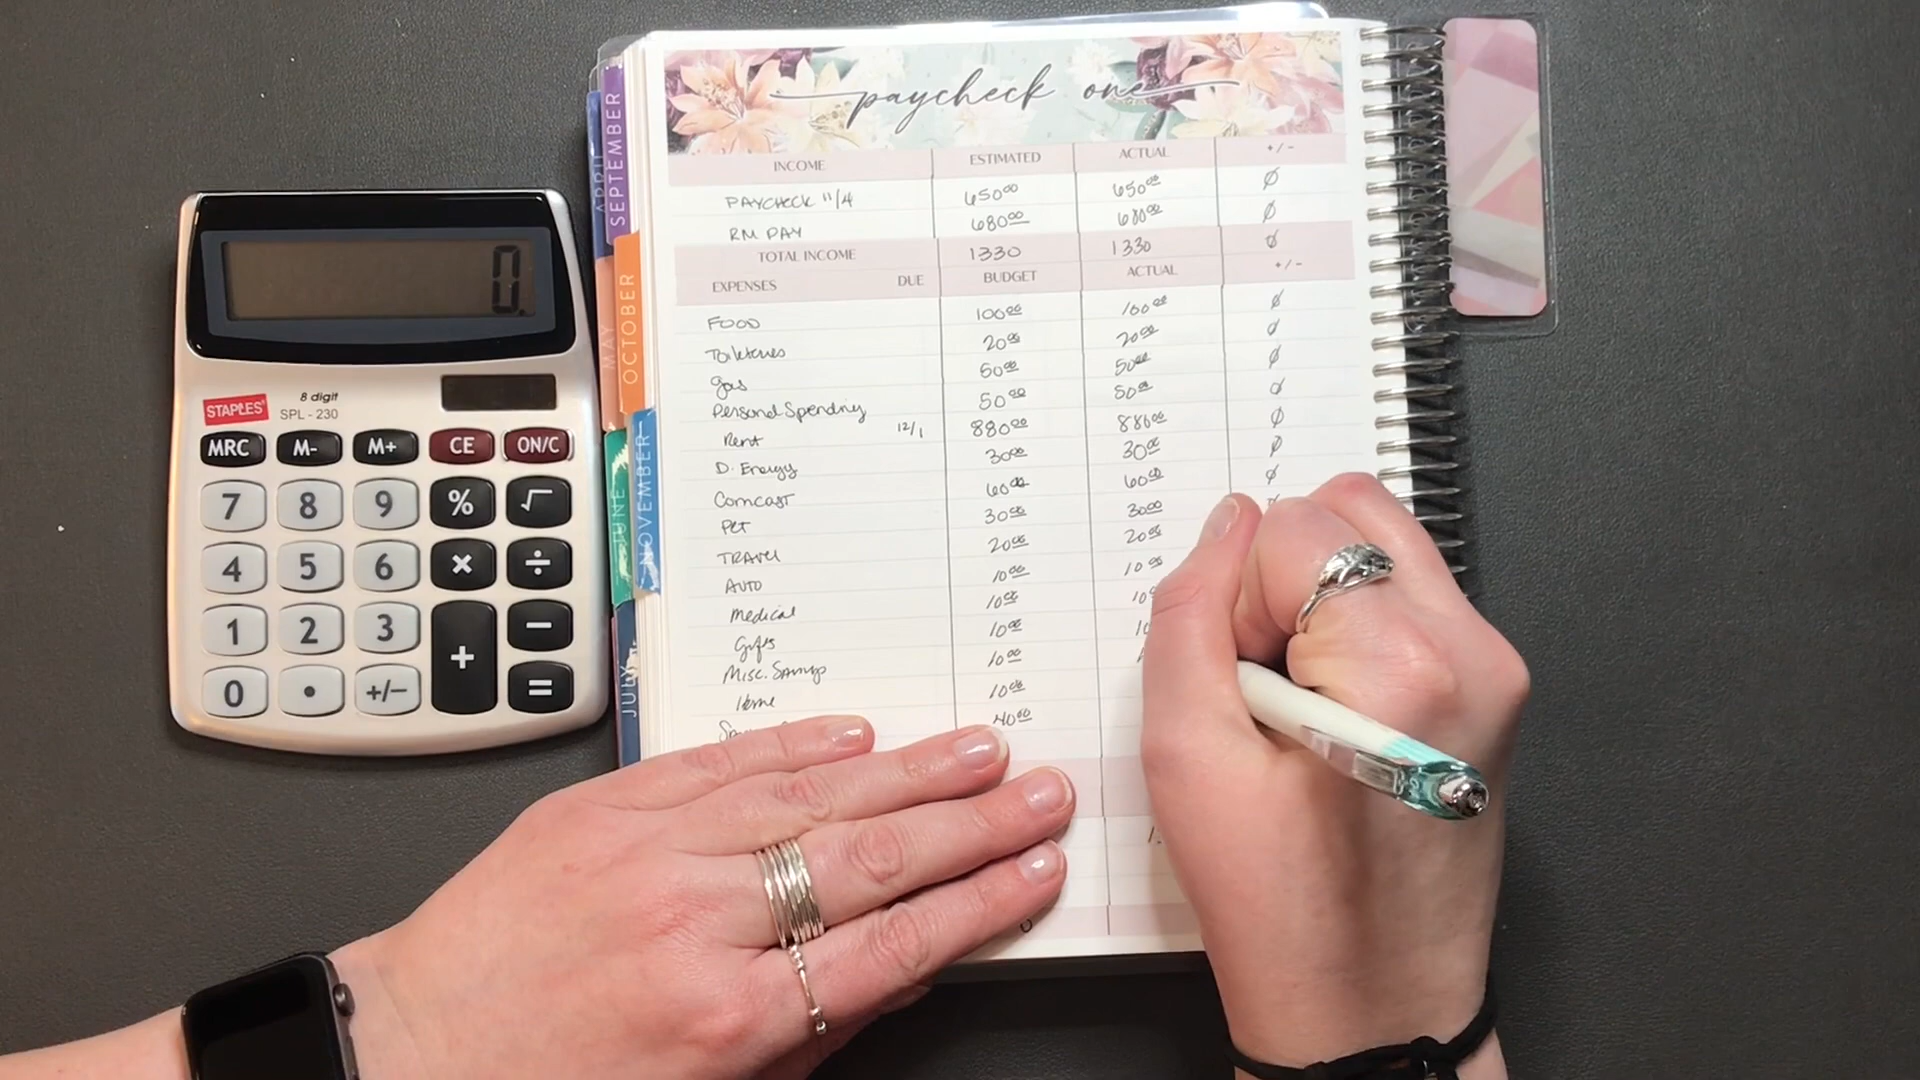 paycheck one
INCOME ESTIMATED ACTUAL +/-
PAYCHECK 11/4 650.00 650.00 Ø
RM PAY 680.00 680.00 Ø
TOTAL INCOME 1330 1330 Ø
EXPENSES DUE BUDGET ACTUAL +/-
FOOD 100.00 100.00 Ø
Toiletries 20.00 20.00 Ø
gas 50.00 50.00 Ø
Personal Spending 50.00 50.00 Ø
Rent 12/1 880.00 880.00 Ø
D. Energy 30.00 30.00 Ø
Comcast 60.00 60.00 Ø
Pet 30.00 30.00
TRAVEL 20.00 20.00
AUTO 10.00 10.00
Medical 10.00 10
Gifts 10.00 10
Misc. Savings 10.00
Home 10.00
40.00
APRIL
SEPTEMBER
MAY
OCTOBER
JUNE
NOVEMBER
JULY
0.
STAPLES 8 digit
SPL - 230
MRC M- M+ CE ON/C
7 8 9 % √
4 5 6 × ÷
1 2 3 + −
0 • +/− =